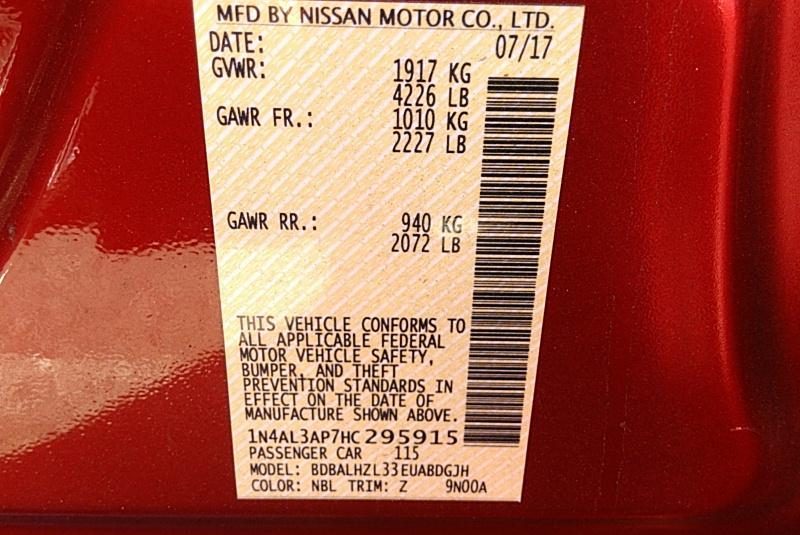 MFD BY NISSAN MOTOR CO., LTD.
DATE: 07/17
GVWR: 1917 KG
4226 LB
GAWR FR.: 1010 KG
2227 LB
GAWR RR.: 940 KG
2072 LB
THIS VEHICLE CONFORMS TO
ALL APPLICABLE FEDERAL
MOTOR VEHICLE SAFETY,
BUMPER, AND THEFT
PREVENTION STANDARDS IN
EFFECT ON THE DATE OF
MANUFACTURE SHOWN ABOVE.
1N4AL3AP7HC295915
PASSENGER CAR 115
MODEL: BDBALHZL33EUABDGJH
COLOR: NBL TRIM: Z 9N00A